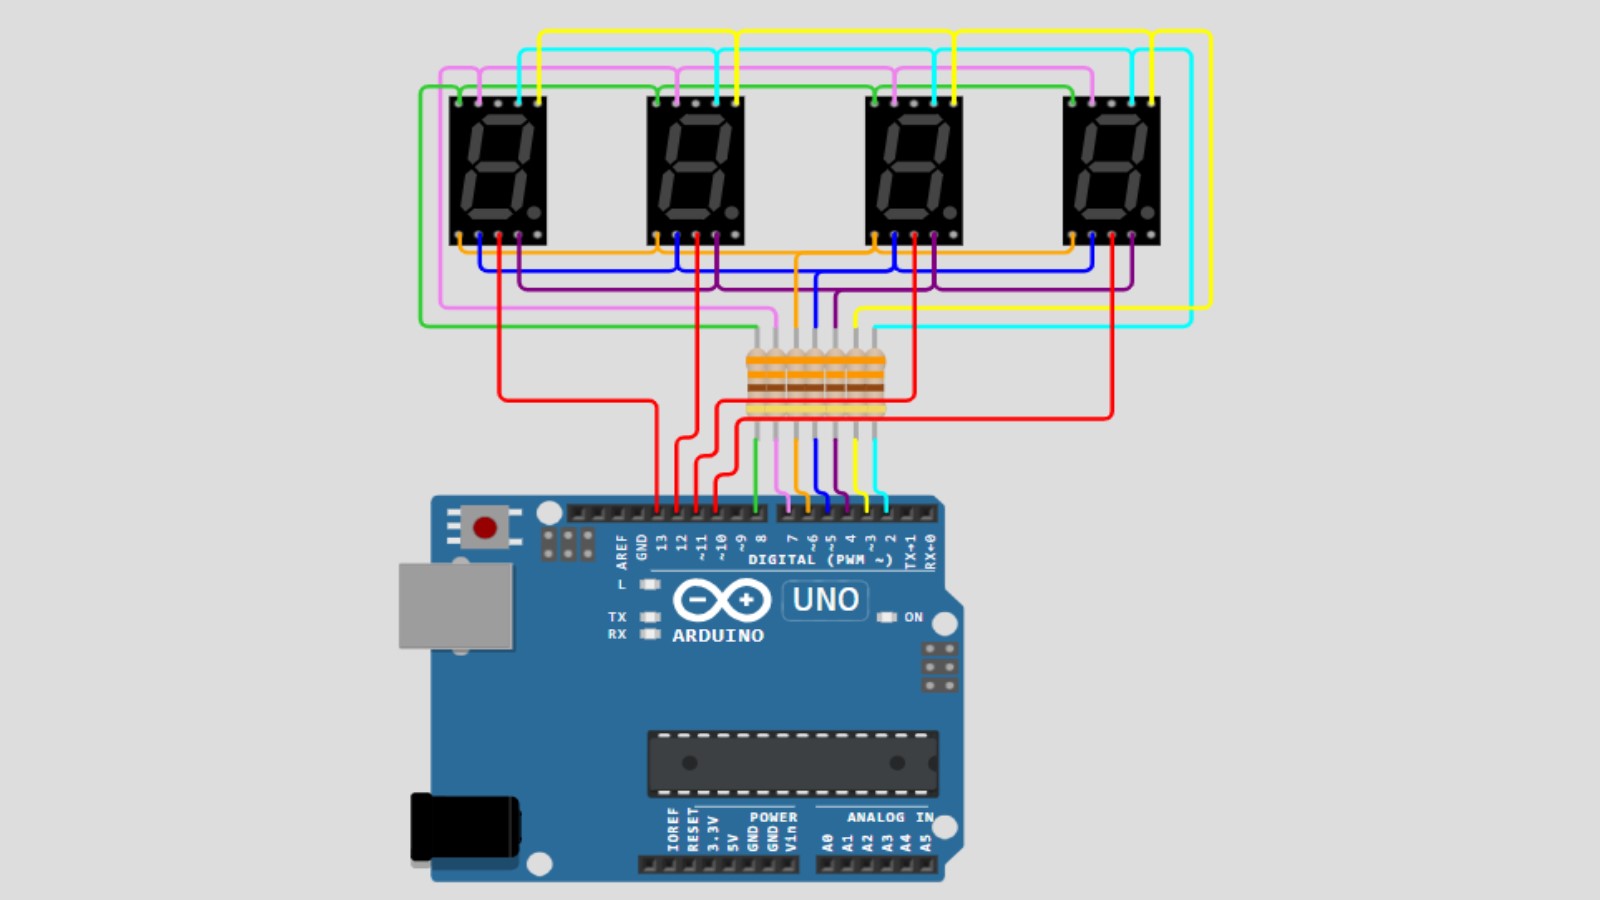 AREF
GND
13
12
~11
~10
~9
8
7
~6
~5
4
~3
2
TX→1
RX←0
DIGITAL (PWM ~)
L
TX
RX
UNO
ON
ARDUINO
IOREF
RESET
3.3V
5V
GND
GND
Vin
POWER
ANALOG IN
A0
A1
A2
A3
A4
A5